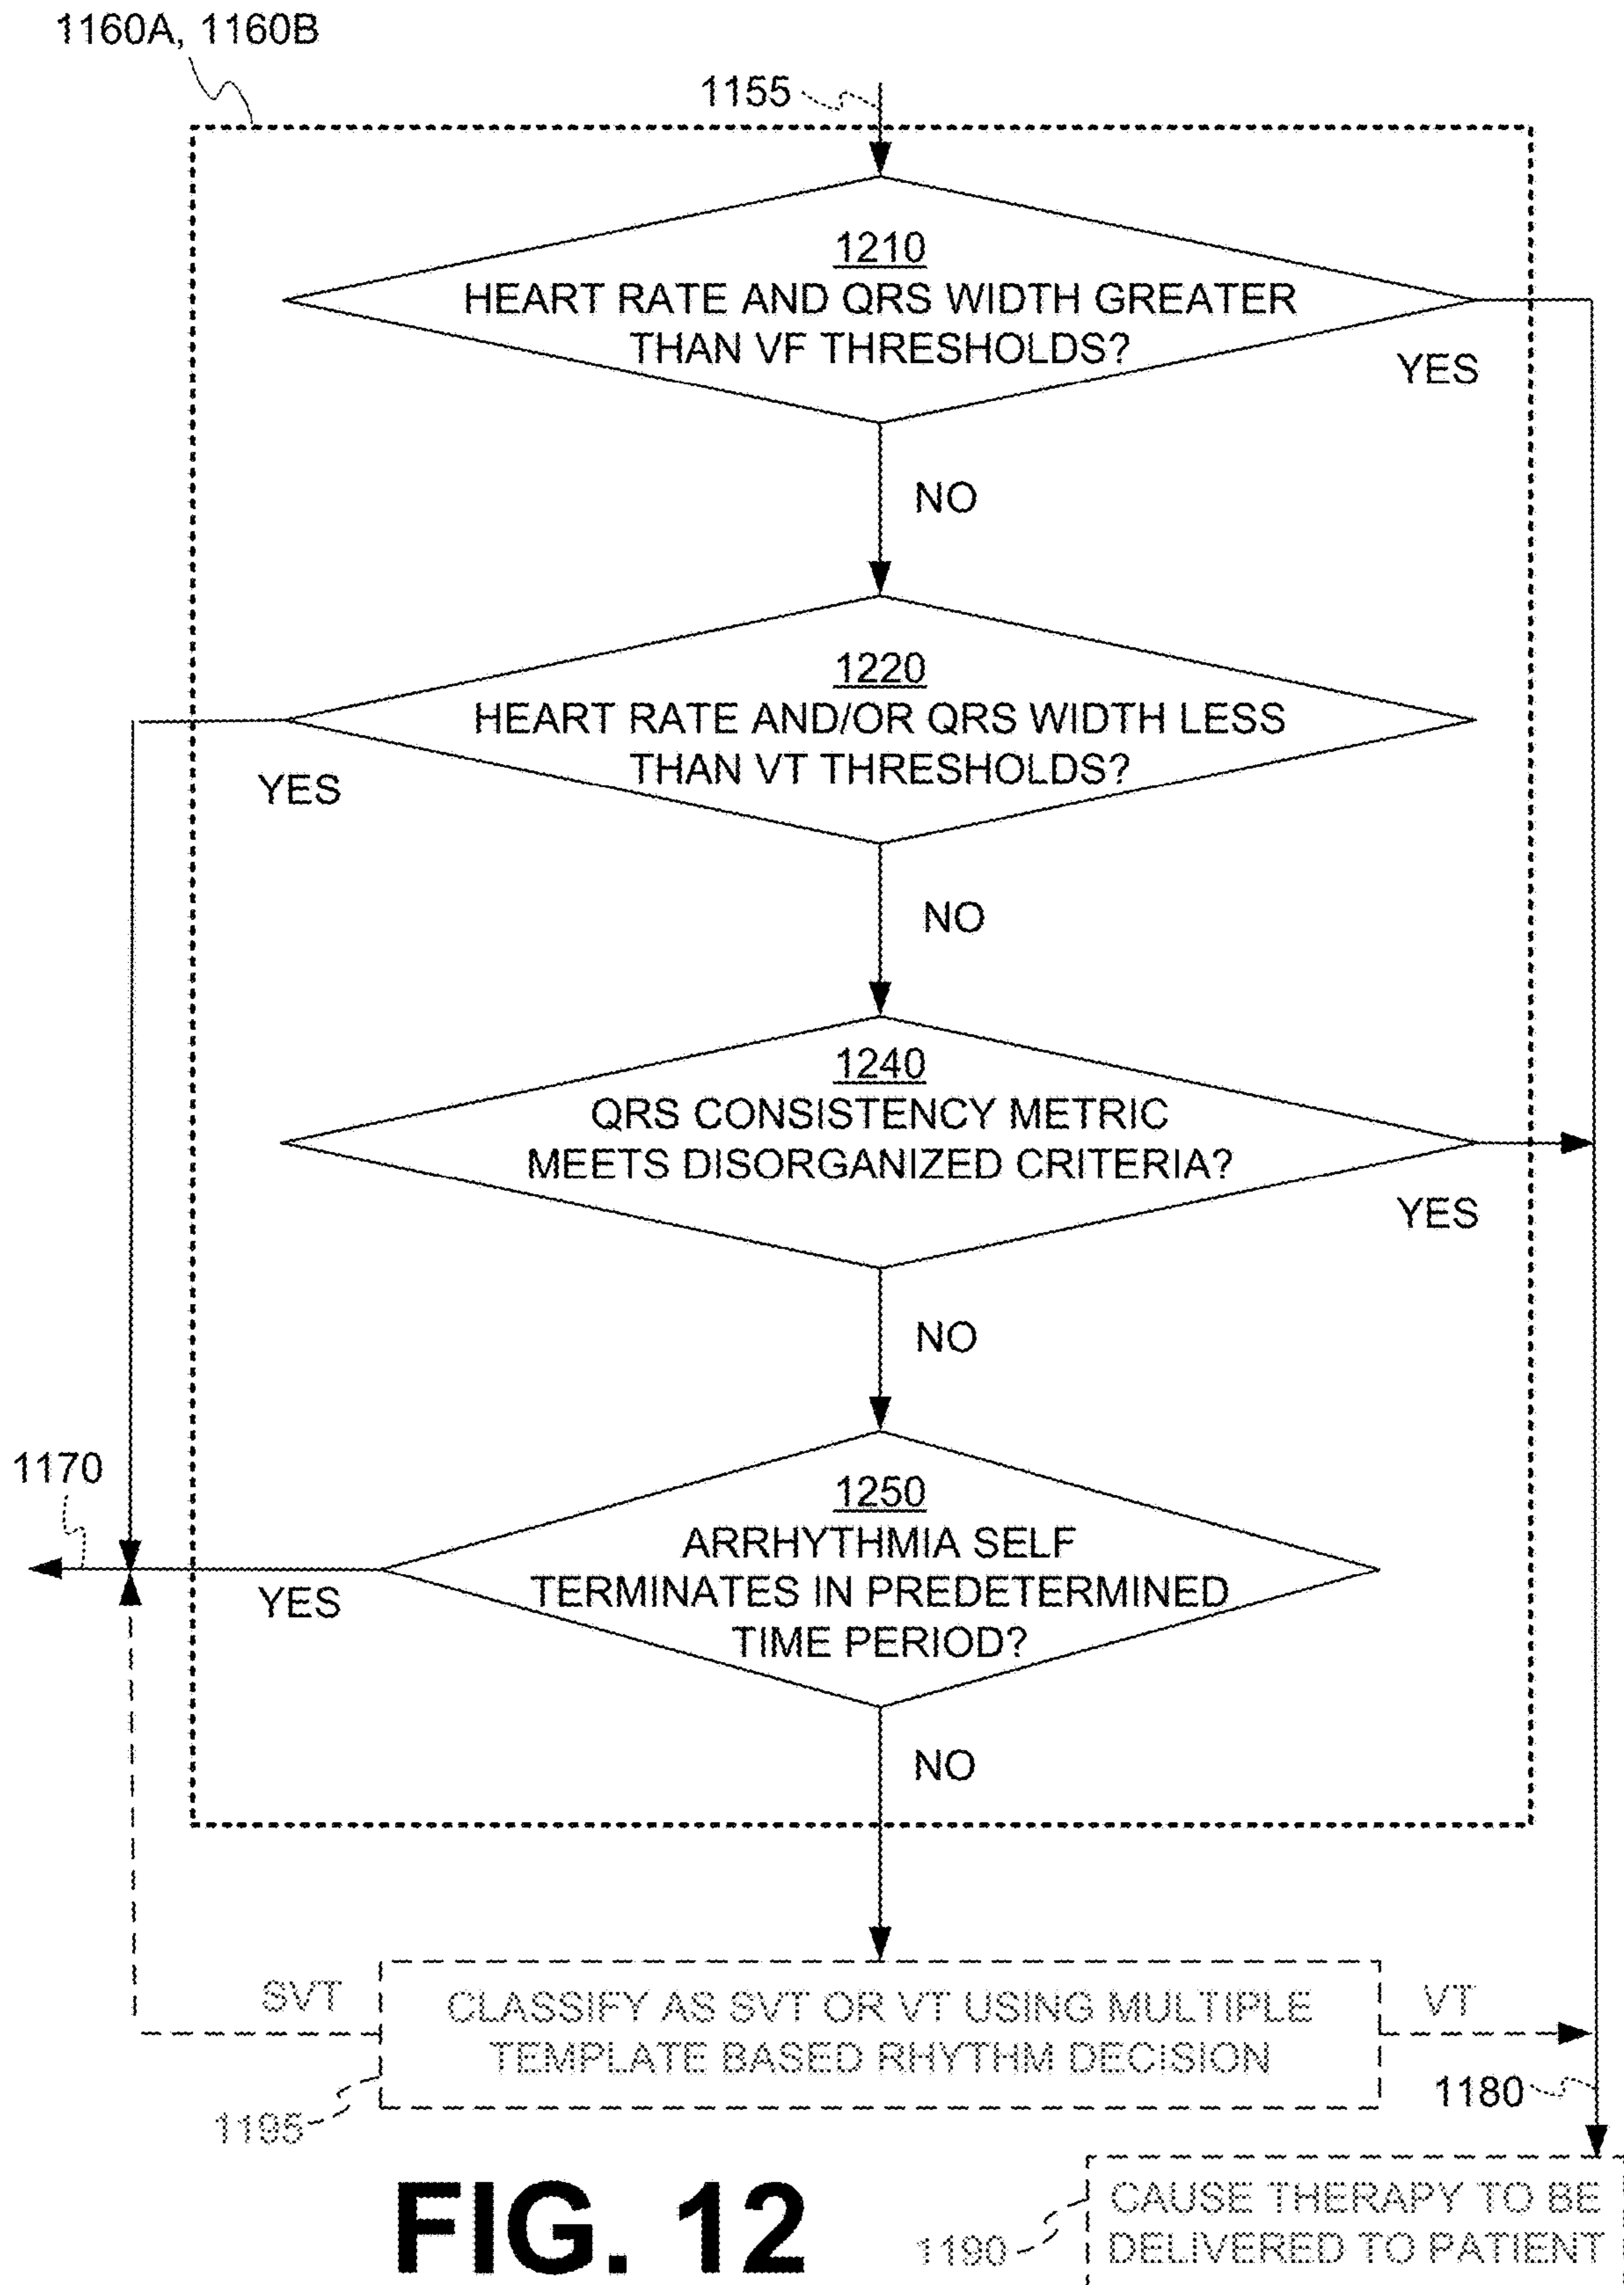 1160A, 1160B
1155
1210
HEART RATE AND QRS WIDTH GREATER
THAN VF THRESHOLDS?
YES
NO
1220
HEART RATE AND/OR QRS WIDTH LESS
THAN VT THRESHOLDS?
YES
NO
1240
QRS CONSISTENCY METRIC
MEETS DISORGANIZED CRITERIA?
YES
NO
1170
1250
ARRHYTHMIA SELF
TERMINATES IN PREDETERMINED
TIME PERIOD?
YES
NO
SVT
CLASSIFY AS SVT OR VT USING MULTIPLE
TEMPLATE BASED RHYTHM DECISION
VT
1195
1180
FIG. 12
1190
CAUSE THERAPY TO BE
DELIVERED TO PATIENT